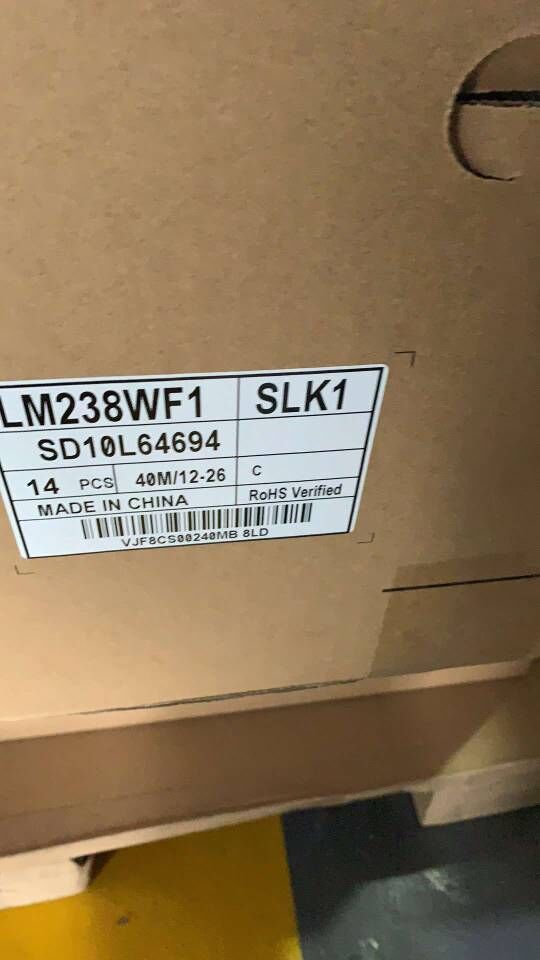 LM238WF1 SLK1
SD10L64694
14 PCS 40M/12-26 C
MADE IN CHINA RoHS Verified
VJF8CS00240MB 8LD